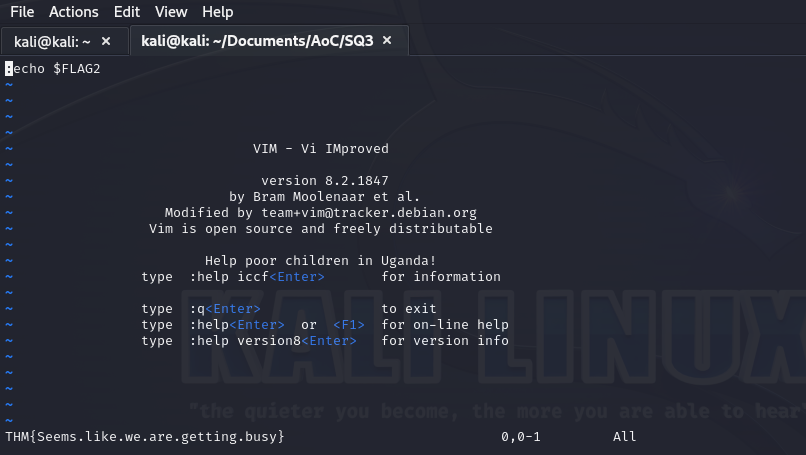 File Actions Edit View Help
kali@kali: ~ × kali@kali: ~/Documents/AoC/SQ3 ×
:echo $FLAG2
~
~
~
~
~ VIM - Vi IMproved
~
~ version 8.2.1847
~ by Bram Moolenaar et al.
~ Modified by team+vim@tracker.debian.org
~ Vim is open source and freely distributable
~
~ Help poor children in Uganda!
~ type :help iccf<Enter> for information
~
~ type :q<Enter> to exit
~ type :help<Enter> or <F1> for on-line help
~ type :help version8<Enter> for version info
~
~
~
~
~
KALI LINUX
"the quieter you become, the more you are able to hear"
THM{Seems.like.we.are.getting.busy} 0,0-1 All